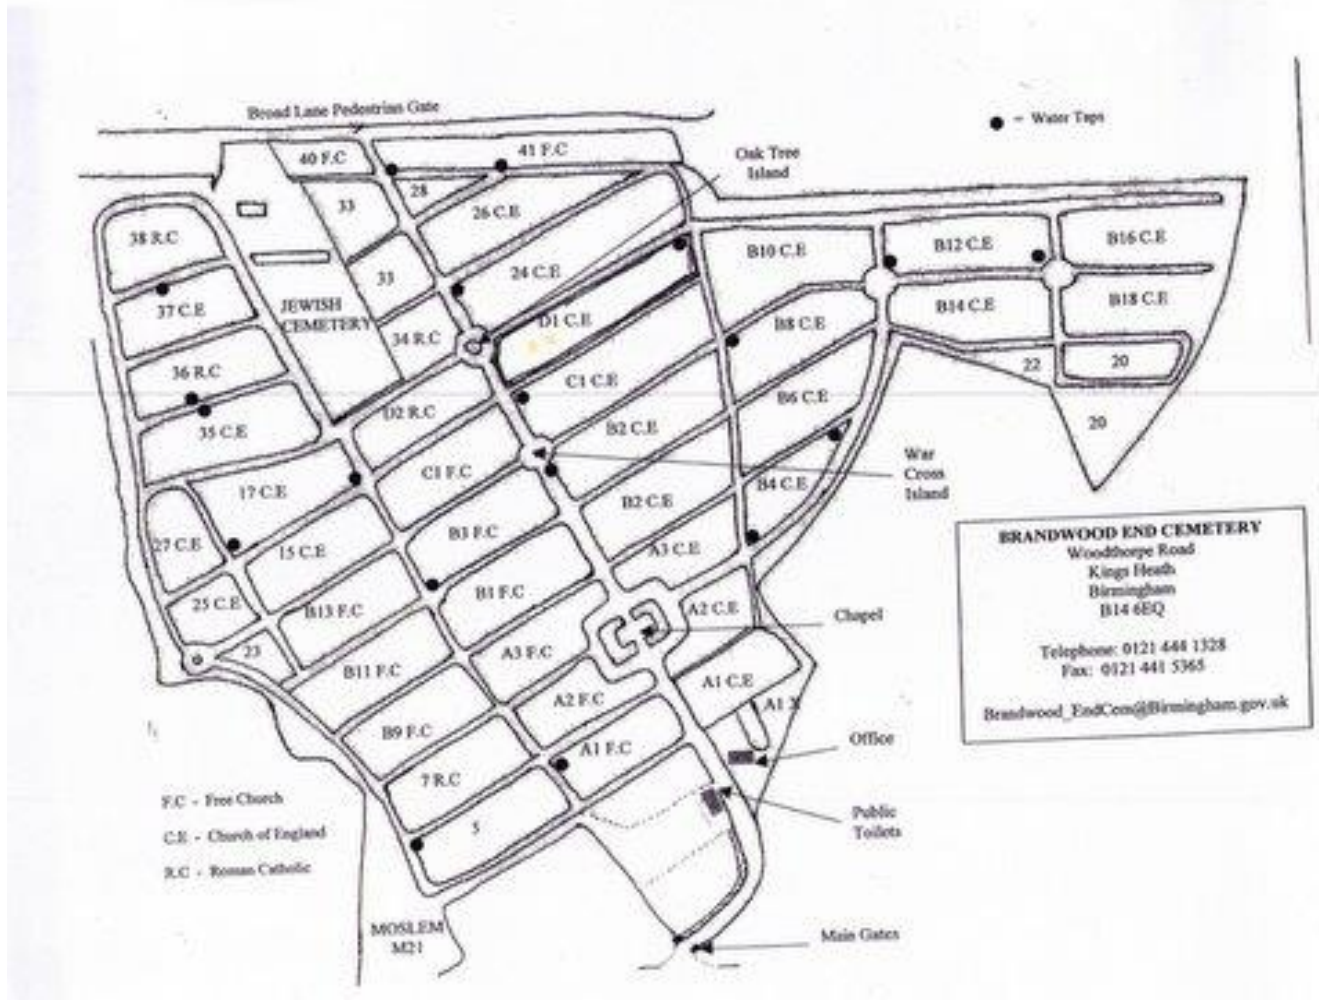 Broad Lane Pedestrian Gate
= Water Taps
40 F.C
41 F.C
Oak Tree
Island
28
33
26 C.E
38 R.C
B10 C.E
B12 C.E
B16 C.E
33
24 C.E
37 C.E
JEWISH
CEMETERY
34 R.C
D1 C.E
B8 C.E
B14 C.E
B18 C.E
36 R.C
C1 C.E
22
20
35 C.E
D2 R.C
B2 C.E
B6 C.E
20
War
Cross
Island
17 C.E
C1 F.C
B2 C.E
B4 C.E
27 C.E
15 C.E
B3 F.C
A3 C.E
BRANDWOOD END CEMETERY
Woodthorpe Road
Kings Heath
Birmingham
B14 6EQ
Telephone: 0121 444 1328
Fax: 0121 441 5365
Brandwood_EndCem@Birmingham.gov.uk
25 C.E
B13 F.C
B1 F.C
A2 C.E
Chapel
23
B11 F.C
A3 F.C
A1 C.E
A1 X
B9 F.C
A2 F.C
Office
7 R.C
A1 F.C
F.C - Free Church
C.E - Church of England
R.C - Roman Catholic
5
Public
Toilets
MOSLEM
M21
Main Gates